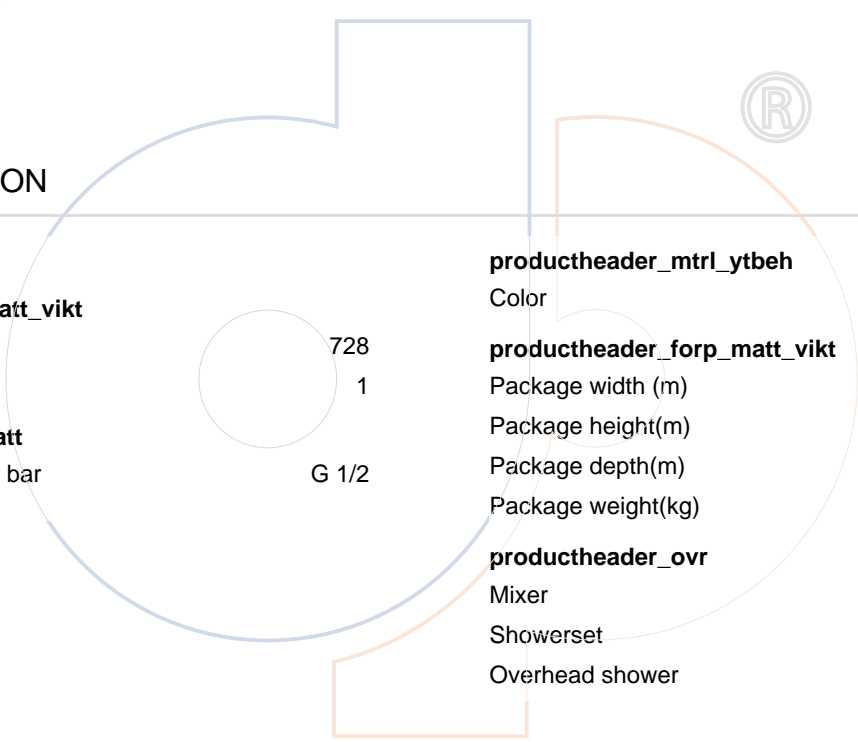 ®
ON
att_vikt
728
1
att
bar
G 1/2
productheader_mtrl_ytbeh
Color
productheader_forp_matt_vikt
Package width (m)
Package height(m)
Package depth(m)
Package weight(kg)
productheader_ovr
Mixer
Showerset
Overhead shower